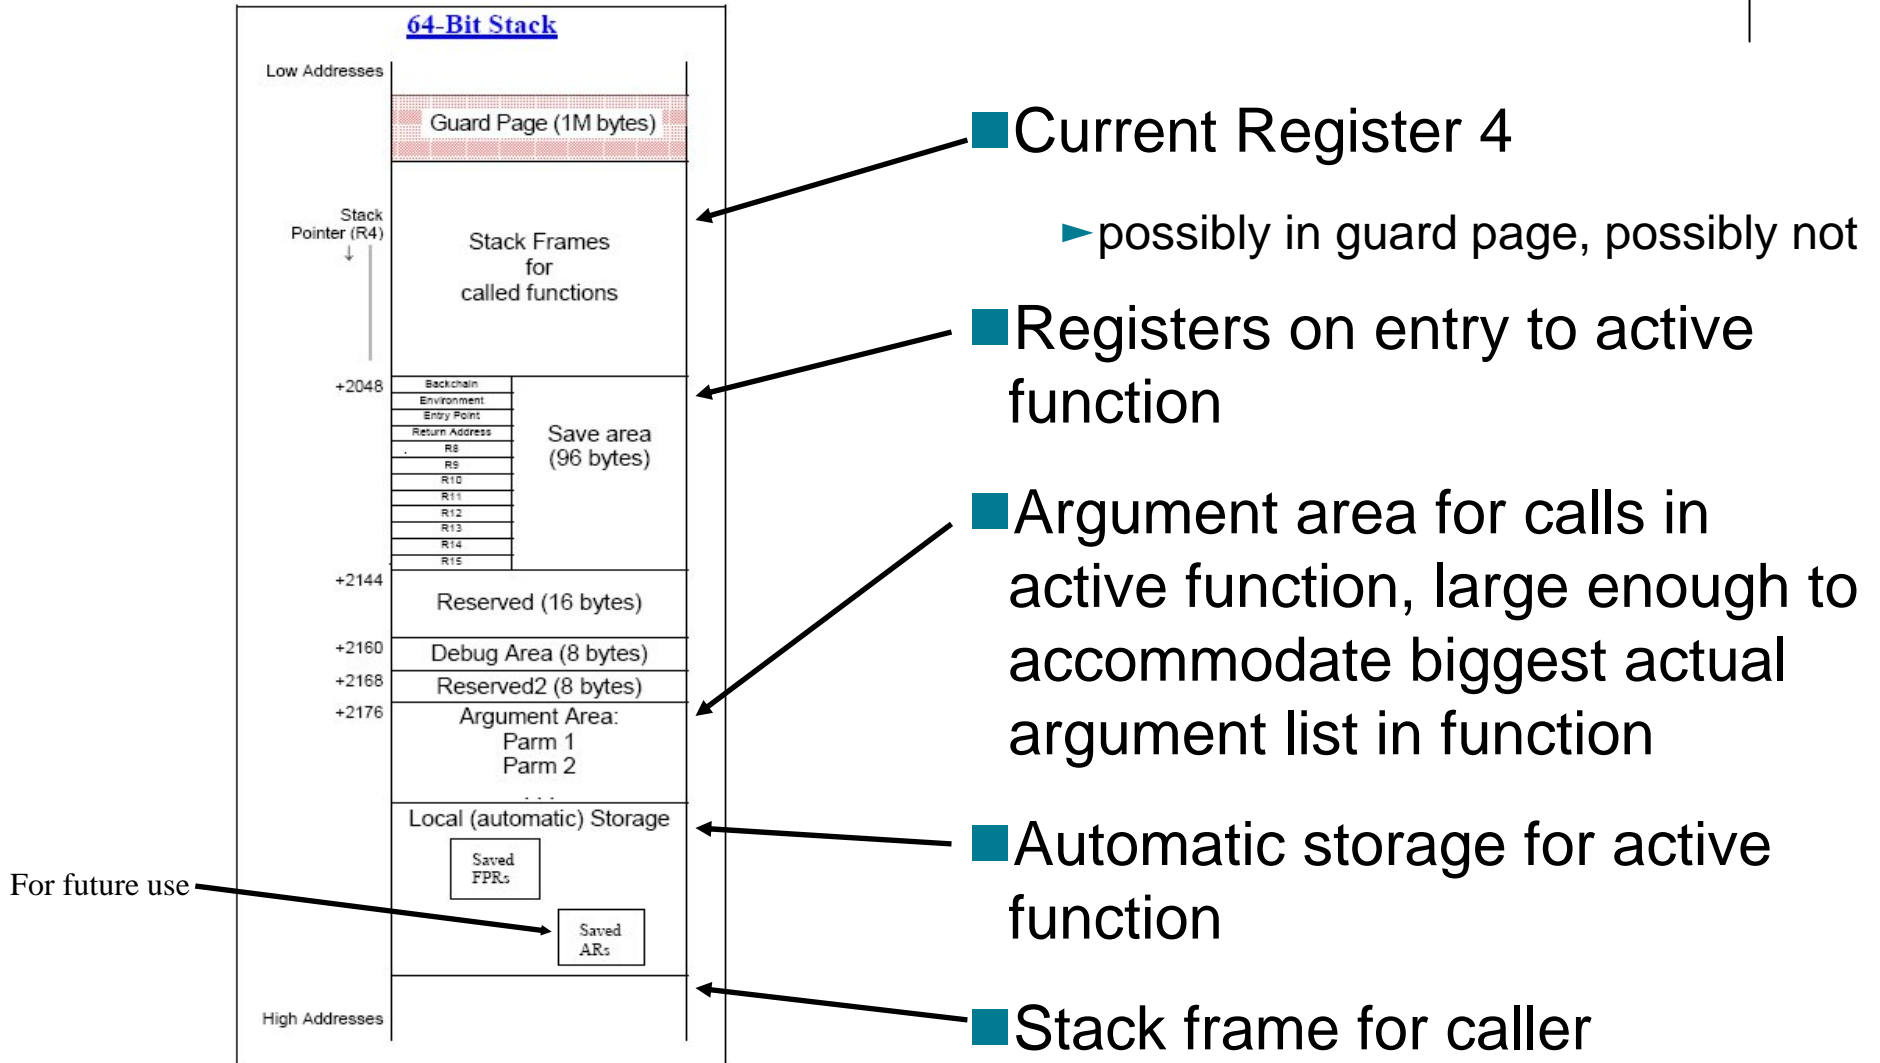 64-Bit Stack
Low Addresses
Guard Page (1M bytes)
Stack
Pointer (R4)
↓
Stack Frames
for
called functions
+2048
Backchain
Environment
Entry Point
Return Address
R8
R9
R10
R11
R12
R13
R14
R15
Save area
(96 bytes)
+2144
Reserved (16 bytes)
+2160
Debug Area (8 bytes)
+2168
Reserved2 (8 bytes)
+2176
Argument Area:
Parm 1
Parm 2
. . .
Local (automatic) Storage
Saved
FPRs
For future use
Saved
ARs
High Addresses
■Current Register 4
►possibly in guard page, possibly not
■Registers on entry to active
function
■Argument area for calls in
active function, large enough to
accommodate biggest actual
argument list in function
■Automatic storage for active
function
■Stack frame for caller